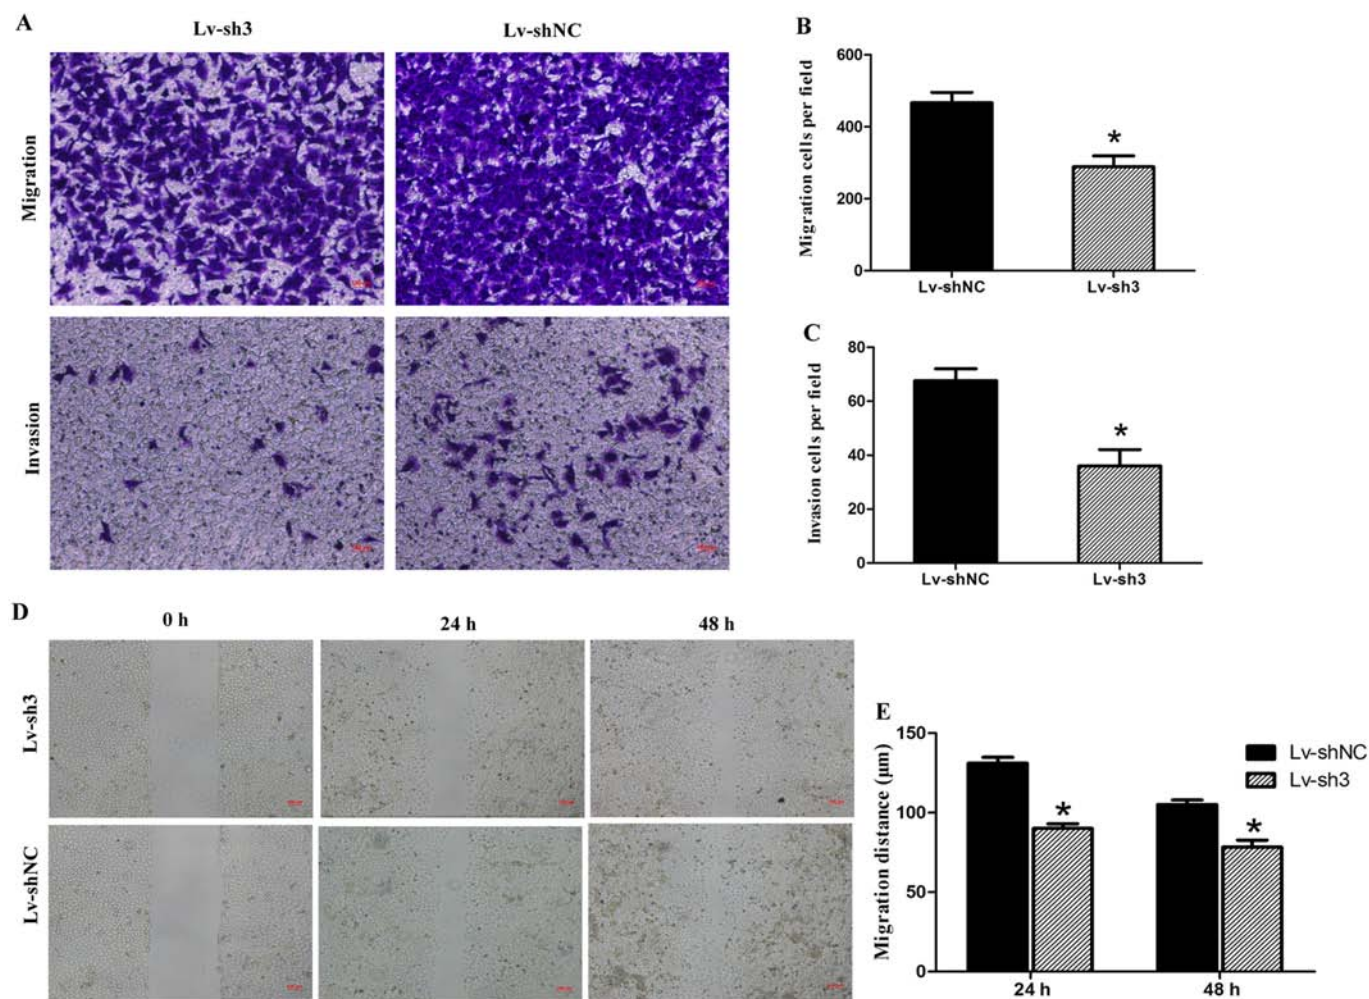 A
Lv-sh3
Lv-shNC
Migration
Invasion
B
Migration cells per field
600
400
200
0
*
Lv-shNC
Lv-sh3
C
Invasion cells per field
80
60
40
20
0
*
Lv-shNC
Lv-sh3
D
0 h
24 h
48 h
Lv-sh3
Lv-shNC
E
Migration distance (µm)
150
100
50
0
Lv-shNC
Lv-sh3
*
*
24 h
48 h